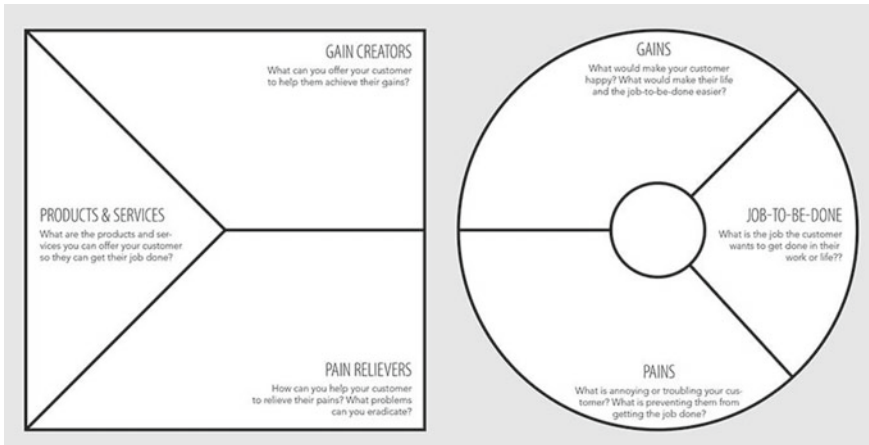 GAIN CREATORS
What can you offer your customer
to help them achieve their gains?
PRODUCTS & SERVICES
What are the products and ser-
vices you can offer your customer
so they can get their job done?
PAIN RELIEVERS
How can you help your customer
to relieve their pains? What problems
can you eradicate?
GAINS
What would make your customer
happy? What would make their life
and the job-to-be-done easier?
JOB-TO-BE-DONE
What is the job the customer
wants to get done in their
work or life??
PAINS
What is annoying or troubling your cus-
tomer? What is preventing them from
getting the job done?